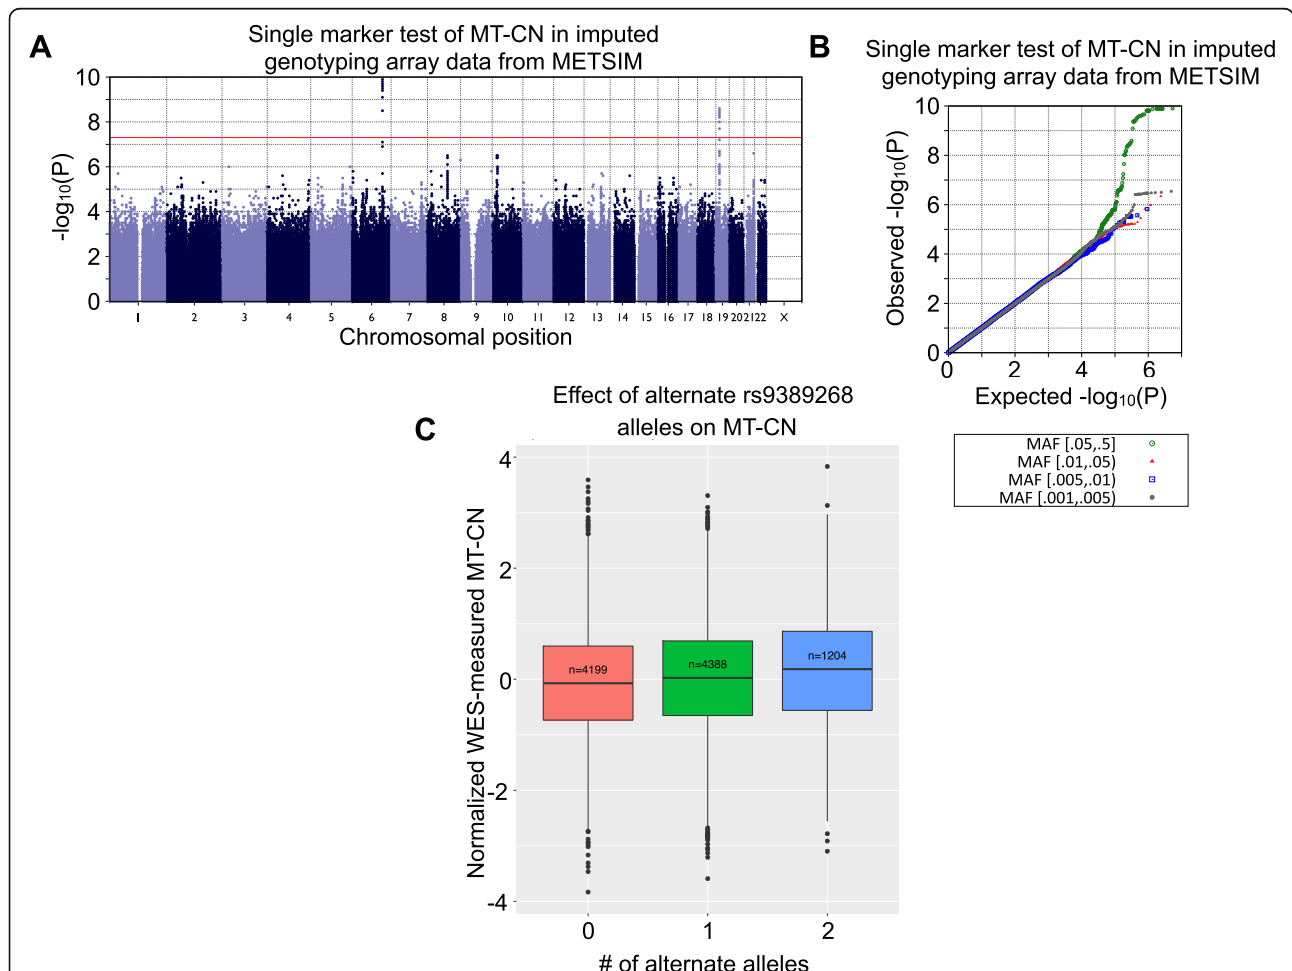 A
Single marker test of MT-CN in imputed
genotyping array data from METSIM
-log10(P)
10
8
6
4
2
0
1 2 3 4 5 6 7 8 9 10 11 12 13 14 15 16 17 18 19 20 21 22 X
Chromosomal position
B
Single marker test of MT-CN in imputed
genotyping array data from METSIM
Observed -log10(P)
10
8
6
4
2
0
0 2 4 6
Expected -log10(P)
MAF [.05,.5]
MAF [.01,.05)
MAF [.005,.01)
MAF [.001,.005)
C
Effect of alternate rs9389268
alleles on MT-CN
Normalized WES-measured MT-CN
4
2
0
-2
-4
n=4199
n=4388
n=1204
0 1 2
# of alternate alleles